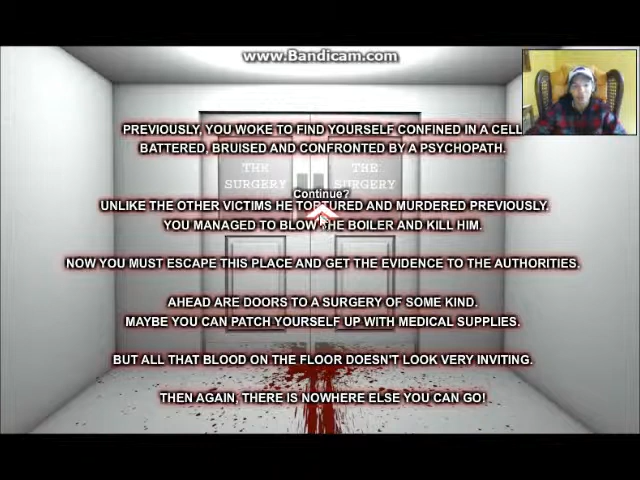 www.Bandicam.com
PREVIOUSLY, YOU WOKE TO FIND YOURSELF CONFINED IN A CELL
BATTERED, BRUISED AND CONFRONTED BY A PSYCHOPATH.
THE SURGERY
THE SURGERY
Continue?
UNLIKE THE OTHER VICTIMS HE TORTURED AND MURDERED PREVIOUSLY.
YOU MANAGED TO BLOW THE BOILER AND KILL HIM.
NOW YOU MUST ESCAPE THIS PLACE AND GET THE EVIDENCE TO THE AUTHORITIES.
AHEAD ARE DOORS TO A SURGERY OF SOME KIND.
MAYBE YOU CAN PATCH YOURSELF UP WITH MEDICAL SUPPLIES.
BUT ALL THAT BLOOD ON THE FLOOR DOESN'T LOOK VERY INVITING.
THEN AGAIN, THERE IS NOWHERE ELSE YOU CAN GO!